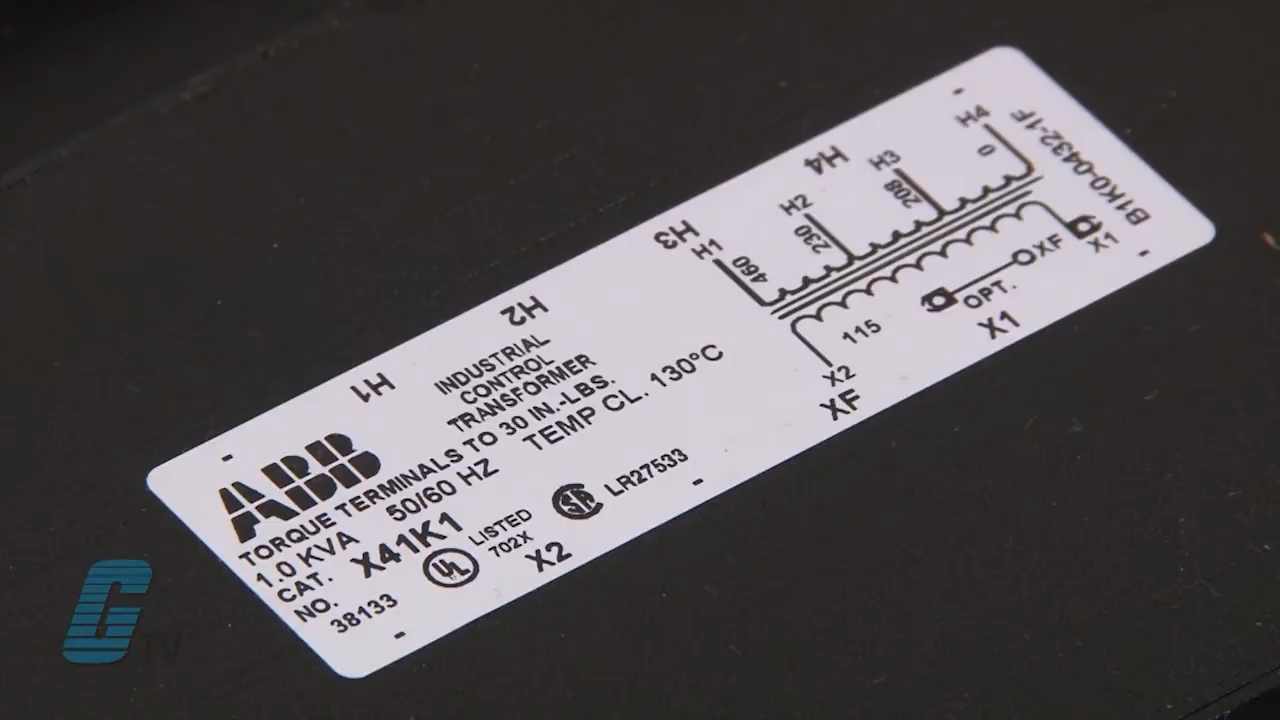 ABB
INDUSTRIAL
CONTROL
TRANSFORMER
TORQUE TERMINALS TO 30 IN.-LBS.
1.0 KVA 50/60 HZ TEMP CL. 130°C
CAT. X41K1
NO.
38133
UL LISTED
702X
SA LR27533
H1
H2
H3
H4
H1 H2 H3 H4
460 230 208 0
115
X2 X1
OPT. XF
X2
XF
X1
B1K0-0432-1F
G TV